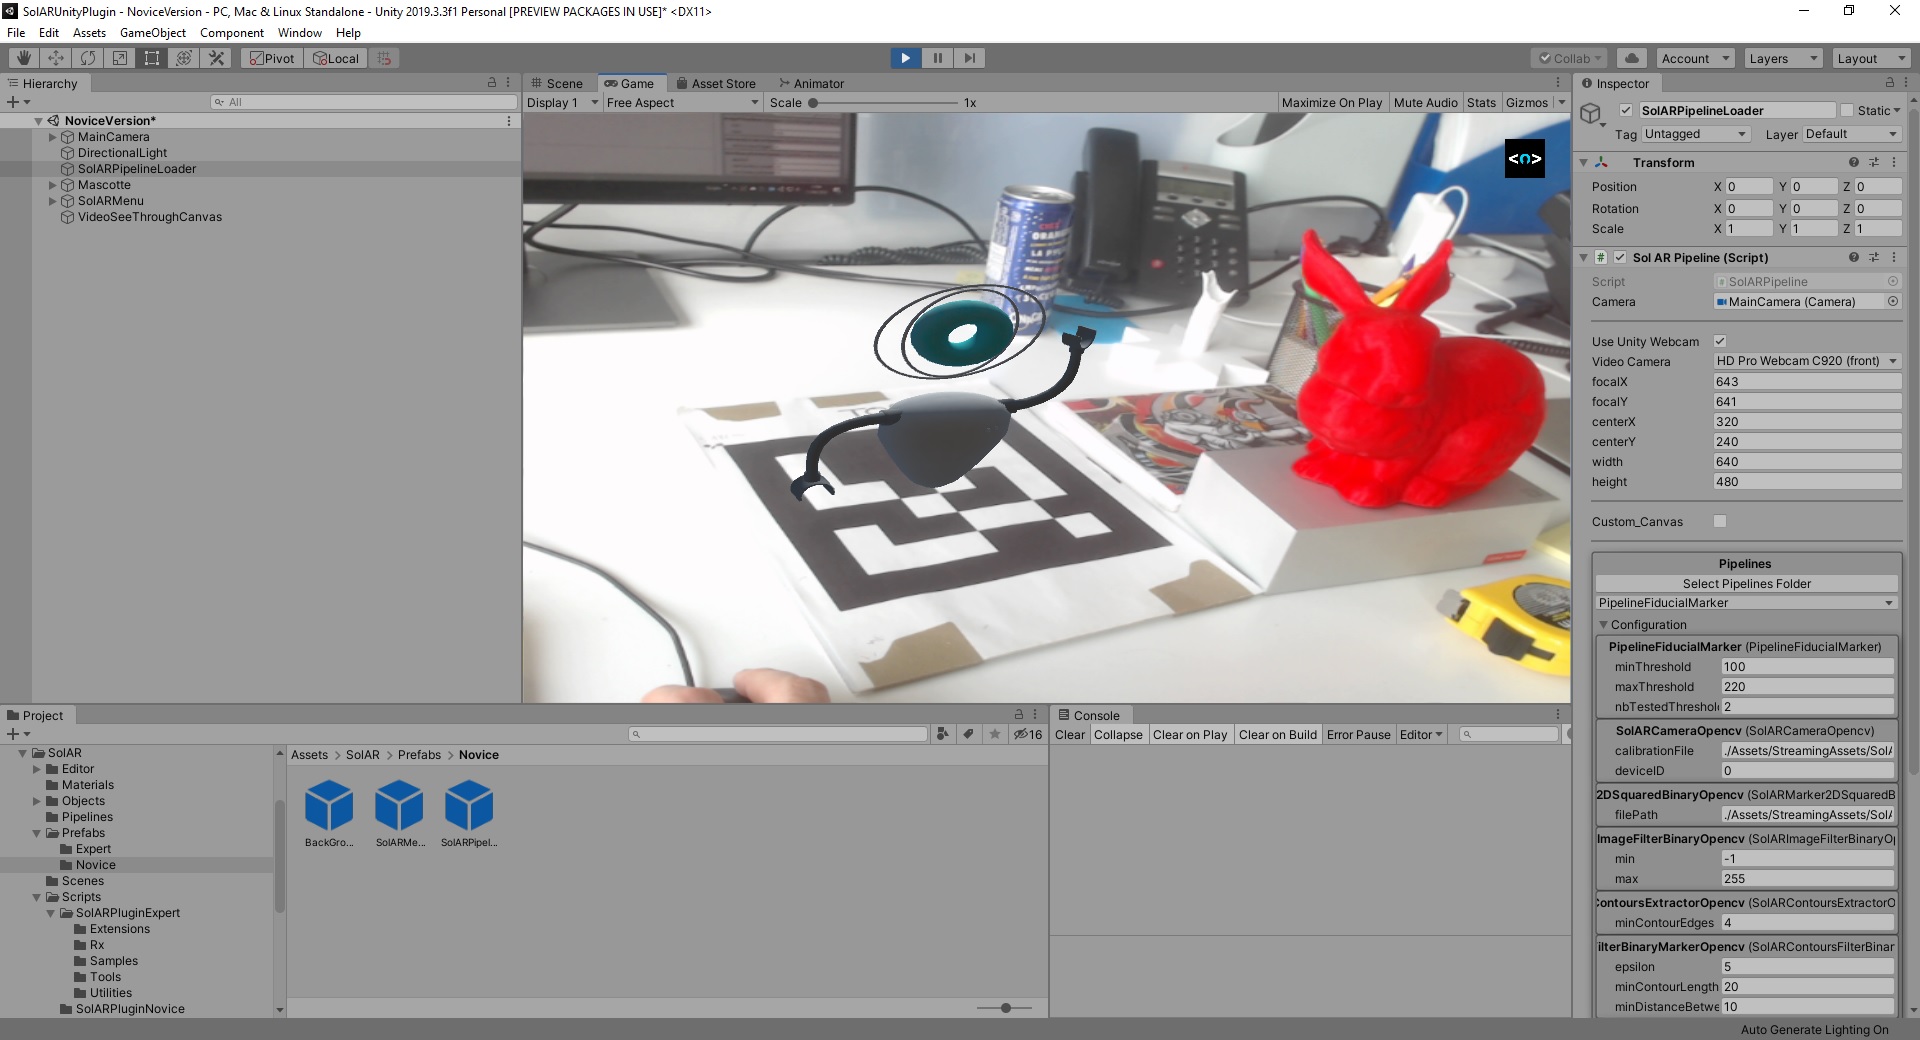 SolARUnityPlugin - NoviceVersion - PC, Mac & Linux Standalone - Unity 2019.3.3f1 Personal [PREVIEW PACKAGES IN USE]* <DX11>
File Edit Assets GameObject Component Window Help
Pivot Local Collab Account Layers Layout
Hierarchy
All
NoviceVersion*
MainCamera
DirectionalLight
SolARPipelineLoader
Mascotte
SolARMenu
VideoSeeThroughCanvas
Scene Game Asset Store Animator
Display 1 Free Aspect Scale 1x Maximize On Play Mute Audio Stats Gizmos
Inspector
SolARPipelineLoader Static
Tag Untagged Layer Default
Transform
Position X 0 Y 0 Z 0
Rotation X 0 Y 0 Z 0
Scale X 1 Y 1 Z 1
Sol AR Pipeline (Script)
Script SolARPipeline
Camera MainCamera (Camera)
Use Unity Webcam
Video Camera HD Pro Webcam C920 (front)
focalX 643
focalY 641
centerX 320
centerY 240
width 640
height 480
Custom_Canvas
Pipelines
Select Pipelines Folder
PipelineFiducialMarker
Configuration
PipelineFiducialMarker (PipelineFiducialMarker)
minThreshold 100
maxThreshold 220
nbTestedThreshol 2
SolARCameraOpencv (SolARCameraOpencv)
calibrationFile ./Assets/StreamingAssets/SolA
deviceID 0
2DSquaredBinaryOpencv (SolARMarker2DSquaredB
filePath ./Assets/StreamingAssets/SolA
ImageFilterBinaryOpencv (SolARImageFilterBinaryOp
min -1
max 255
ContoursExtractorOpencv (SolARContoursExtractorO
minContourEdges 4
ilterBinaryMarkerOpencv (SolARContoursFilterBinar
epsilon 5
minContourLength 20
minDistanceBetwe 10
Project
16
SolAR
Editor
Materials
Objects
Pipelines
Prefabs
Expert
Novice
Scenes
Scripts
SolARPluginExpert
Extensions
Rx
Samples
Tools
Utilities
SolARPluginNovice
Assets > SolAR > Prefabs > Novice
BackGro... SolARMe... SolARPipel...
Console
Clear Collapse Clear on Play Clear on Build Error Pause Editor
Auto Generate Lighting On